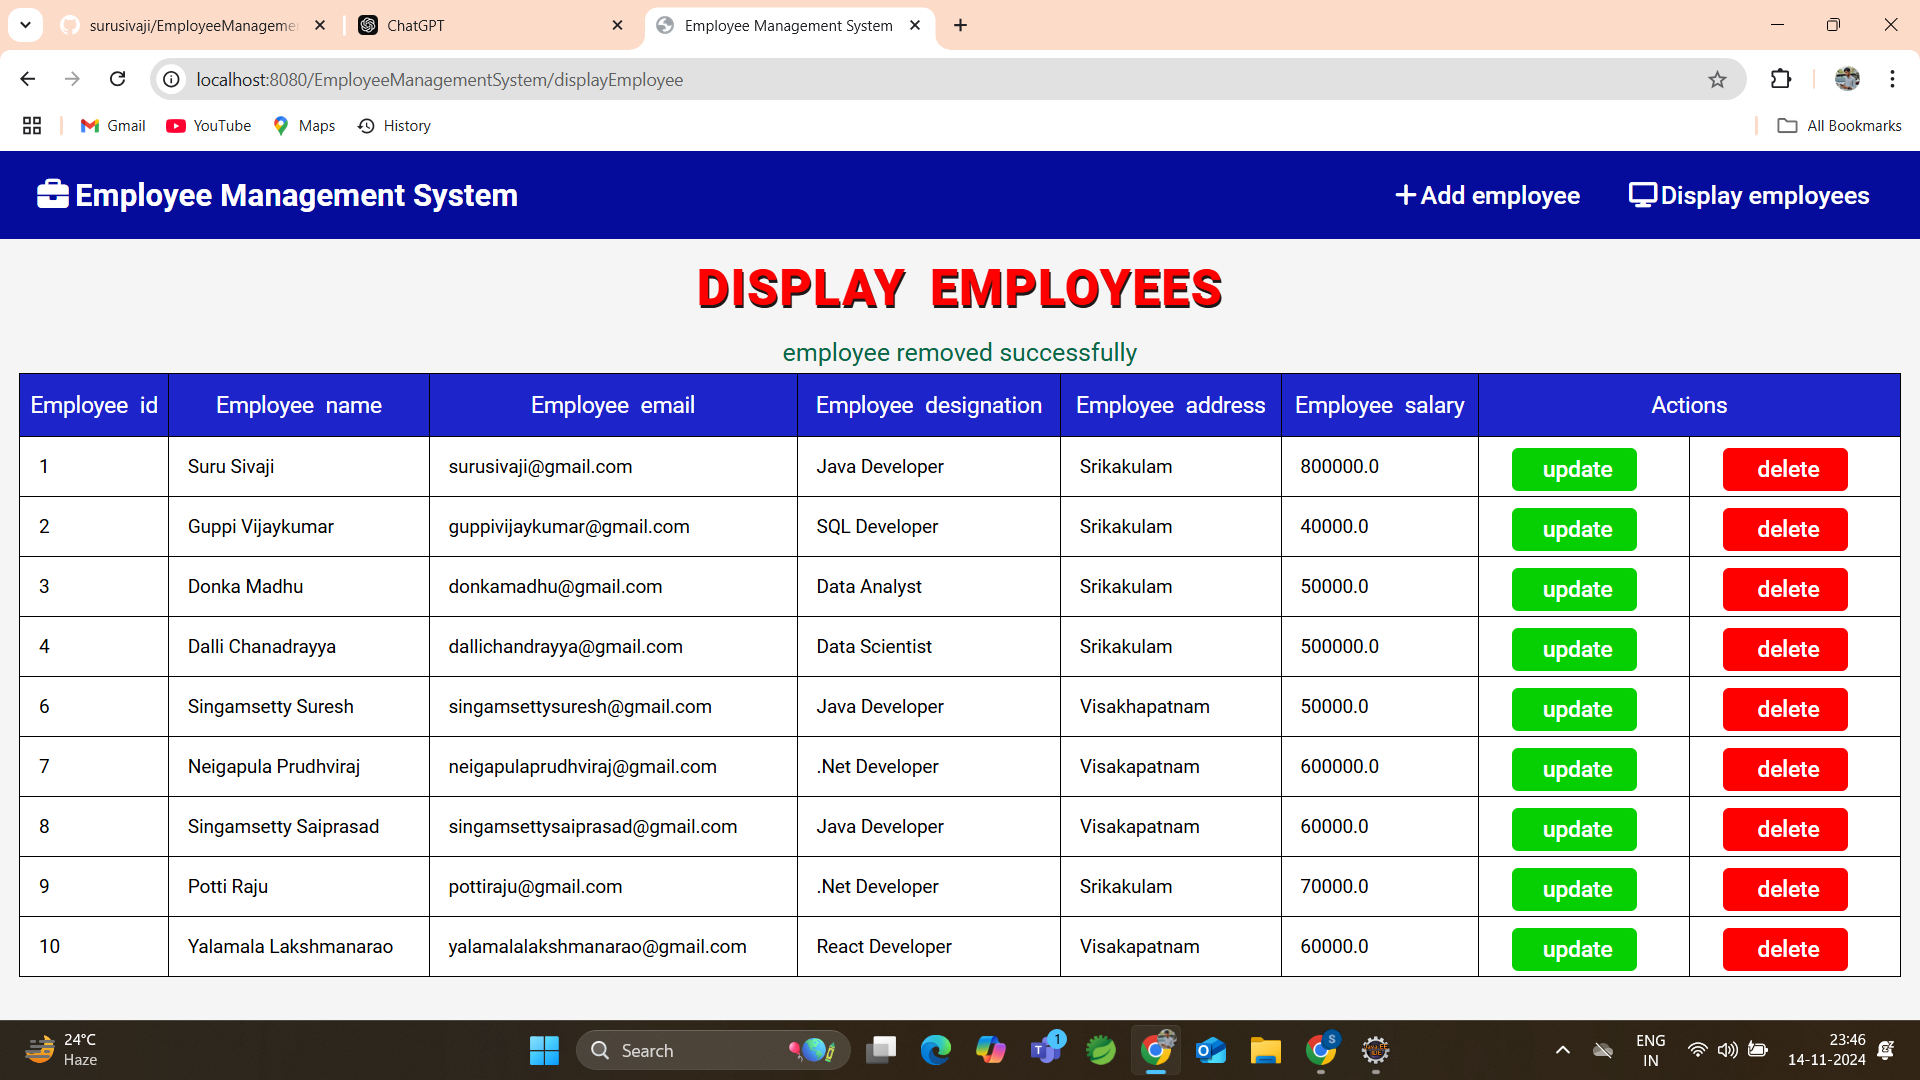 surusivaji/EmployeeManageme
ChatGPT
Employee Management System
localhost:8080/EmployeeManagementSystem/displayEmployee
Gmail YouTube Maps History All Bookmarks
Employee Management System Add employee Display employees
DISPLAY EMPLOYEES
employee removed successfully
Employee id Employee name Employee email Employee designation Employee address Employee salary Actions
1 Suru Sivaji surusivaji@gmail.com Java Developer Srikakulam 800000.0 update delete
2 Guppi Vijaykumar guppivijaykumar@gmail.com SQL Developer Srikakulam 40000.0 update delete
3 Donka Madhu donkamadhu@gmail.com Data Analyst Srikakulam 50000.0 update delete
4 Dalli Chanadrayya dallichandrayya@gmail.com Data Scientist Srikakulam 500000.0 update delete
6 Singamsetty Suresh singamsettysuresh@gmail.com Java Developer Visakhapatnam 50000.0 update delete
7 Neigapula Prudhviraj neigapulaprudhviraj@gmail.com .Net Developer Visakapatnam 600000.0 update delete
8 Singamsetty Saiprasad singamsettysaiprasad@gmail.com Java Developer Visakapatnam 60000.0 update delete
9 Potti Raju pottiraju@gmail.com .Net Developer Srikakulam 70000.0 update delete
10 Yalamala Lakshmanarao yalamalalakshmanarao@gmail.com React Developer Visakapatnam 60000.0 update delete
24°C
Haze
Search
1
S
ENG
IN
23:46
14-11-2024